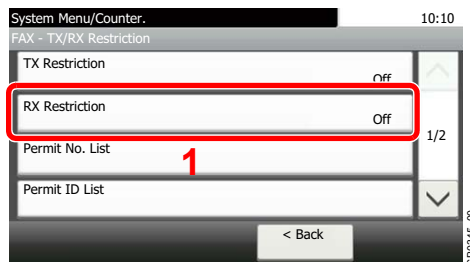 System Menu/Counter.
10:10
FAX - TX/RX Restriction
TX Restriction
Off
RX Restriction
Off
1/2
Permit No. List
1
Permit ID List
< Back